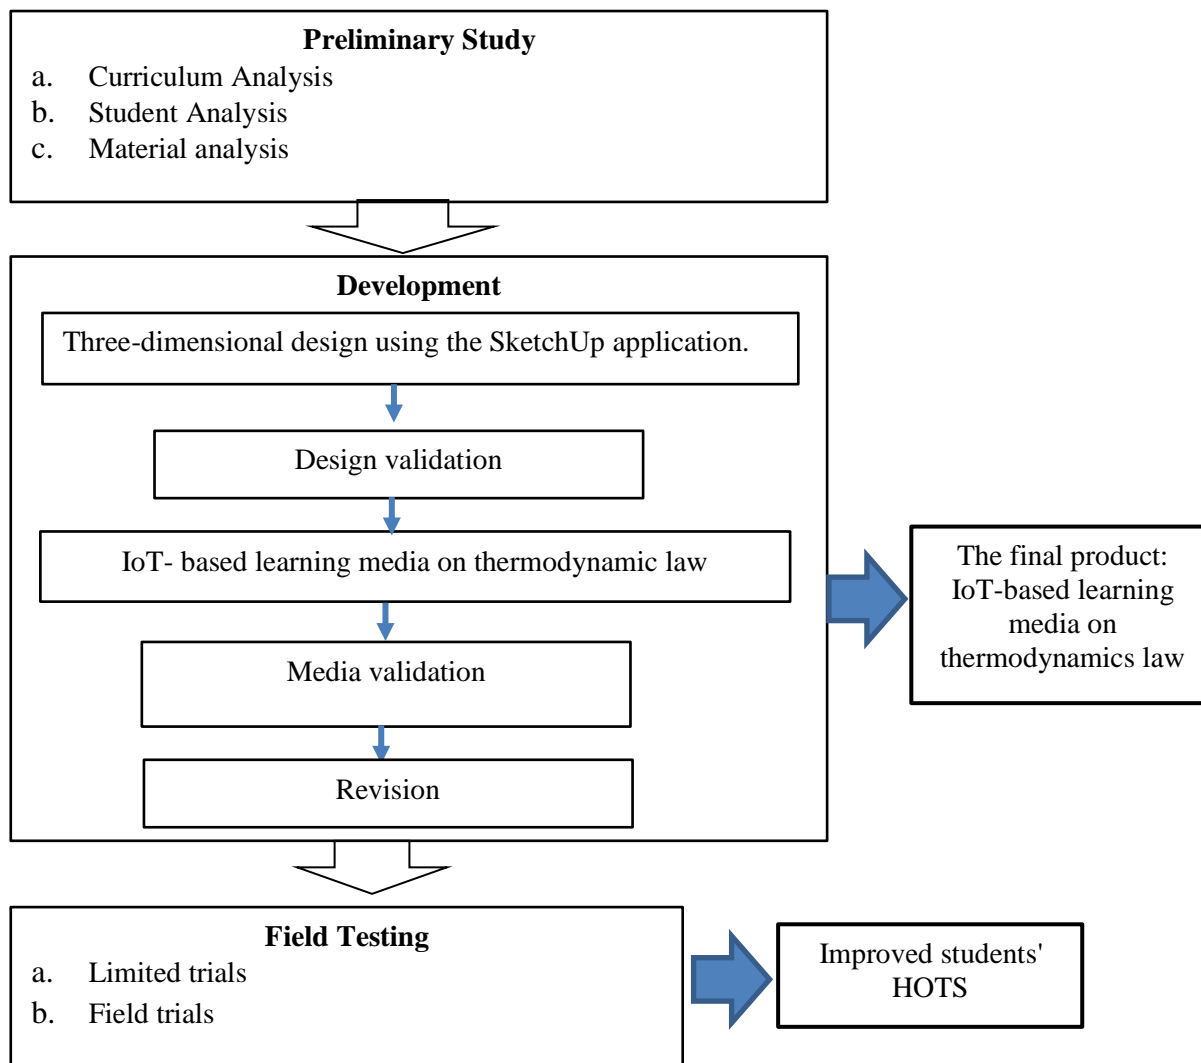 Preliminary Study
a. Curriculum Analysis
b. Student Analysis
c. Material analysis
Development
Three-dimensional design using the SketchUp application.
Design validation
IoT- based learning media on thermodynamic law
Media validation
Revision
The final product:
IoT-based learning
media on
thermodynamics law
Field Testing
a. Limited trials
b. Field trials
Improved students'
HOTS